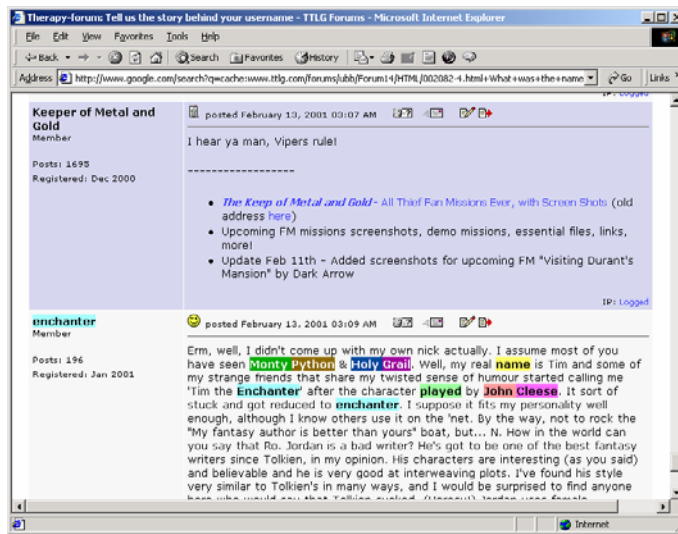 Therapy-forum: Tell us the story behind your username - TTLG Forums - Microsoft Internet Explorer
File Edit View Favorites Tools Help
Back Search Favorites History
Address http://www.google.com/search?q=cache:www.ttlg.com/forums/ubb/Forum14/HTML/002082-4.html+What+was+the+name Go Links
IP: Logged
Keeper of Metal and Gold
Member
Posts: 1695
Registered: Dec 2000
posted February 13, 2001 03:07 AM
I hear ya man, Vipers rule!
------------------
• The Keep of Metal and Gold - All Thief Fan Missions Ever, with Screen Shots (old
address here)
• Upcoming FM missions screenshots, demo missions, essential files, links,
more!
• Update Feb 11th - Added screenshots for upcoming FM "Visiting Durant's
Mansion" by Dark Arrow
IP: Logged
enchanter
Member
Posts: 196
Registered: Jan 2001
posted February 13, 2001 03:09 AM
Erm, well, I didn't come up with my own nick actually. I assume most of you
have seen Monty Python & Holy Grail. Well, my real name is Tim and some of
my strange friends that share my twisted sense of humour started calling me
'Tim the Enchanter' after the character played by John Cleese. It sort of
stuck and got reduced to enchanter. I suppose it fits my personality well
enough, although I know others use it on the 'net. By the way, not to rock the
"My fantasy author is better than yours" boat, but... N. How in the world can
you say that Ro. Jordan is a bad writer? He's got to be one of the best fantasy
writers since Tolkien, in my opinion. His characters are interesting (as you said)
and believable and he is very good at interweaving plots. I've found his style
very similar to Tolkien's in many ways, and I would be surprised to find anyone
here who would say that Tolkien sucked. (Heresy!) Jordan uses female
Internet